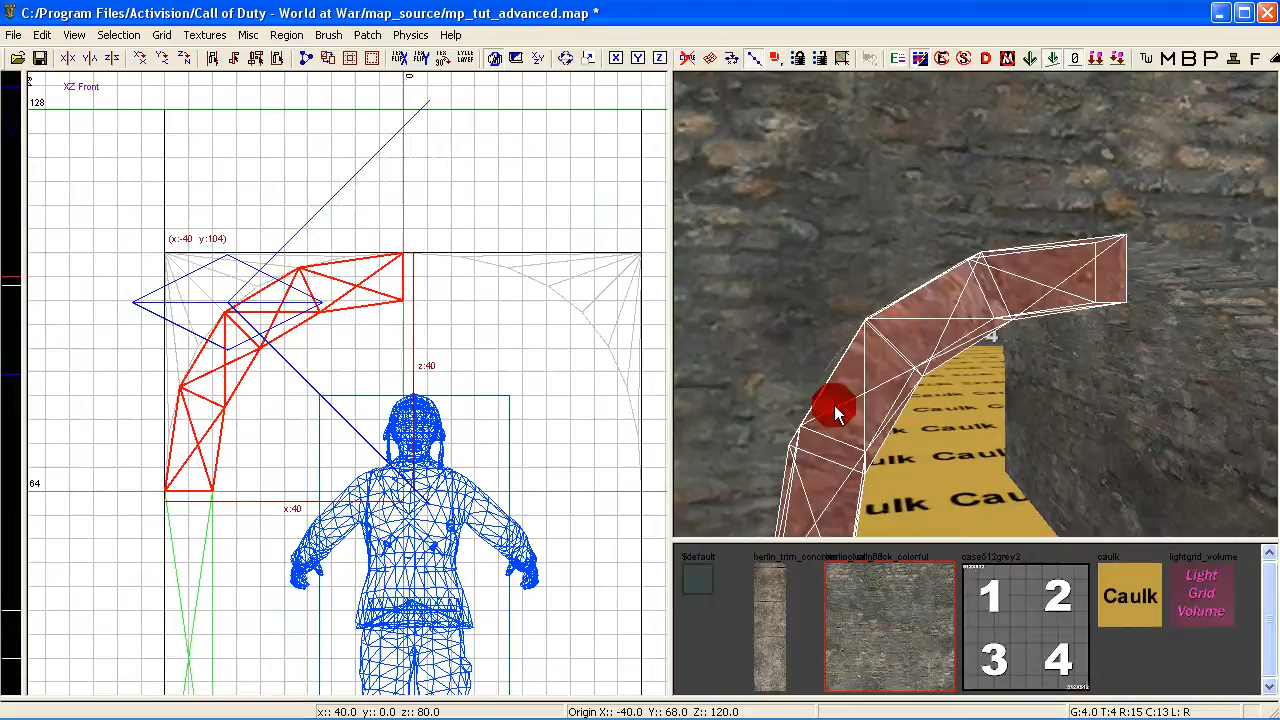 C:/Program Files/Activision/Call of Duty - World at War/map_source/mp_tut_advanced.map *
File Edit View Selection Grid Textures Misc Region Brush Patch Physics Help
XZ Front
128
(x:-40 y:104)
z:40
64
x:40
4
Caulk
ulk Caulk
ulk Cau
$default
caulk
case512grey2
lightgrid_volume
1 2
3 4
Caulk
Light
Grid
Volume
x:: 40.0 y:: 0.0 z:: 80.0
Origin X:: -40.0 Y:: 68.0 Z:: 120.0
G:4.0 T:4 R:15 C:13 L: R